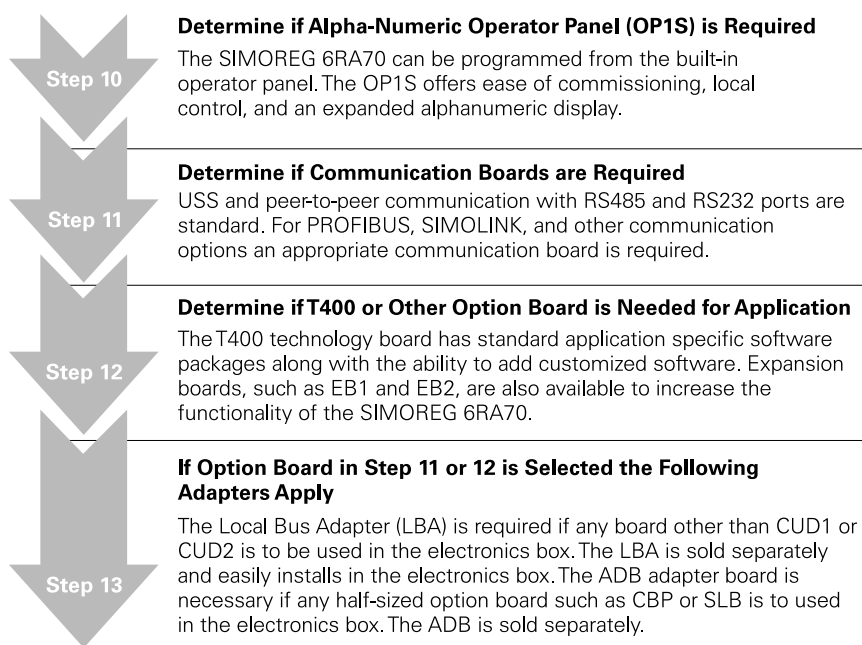 Determine if Alpha-Numeric Operator Panel (OP1S) is Required
The SIMOREG 6RA70 can be programmed from the built-in
operator panel. The OP1S offers ease of commissioning, local
control, and an expanded alphanumeric display.
Step 10
Determine if Communication Boards are Required
USS and peer-to-peer communication with RS485 and RS232 ports are
standard. For PROFIBUS, SIMOLINK, and other communication
options an appropriate communication board is required.
Step 11
Determine if T400 or Other Option Board is Needed for Application
The T400 technology board has standard application specific software
packages along with the ability to add customized software. Expansion
boards, such as EB1 and EB2, are also available to increase the
functionality of the SIMOREG 6RA70.
Step 12
If Option Board in Step 11 or 12 is Selected the Following
Adapters Apply
The Local Bus Adapter (LBA) is required if any board other than CUD1 or
CUD2 is to be used in the electronics box. The LBA is sold separately
and easily installs in the electronics box. The ADB adapter board is
necessary if any half-sized option board such as CBP or SLB is to used
in the electronics box. The ADB is sold separately.
Step 13